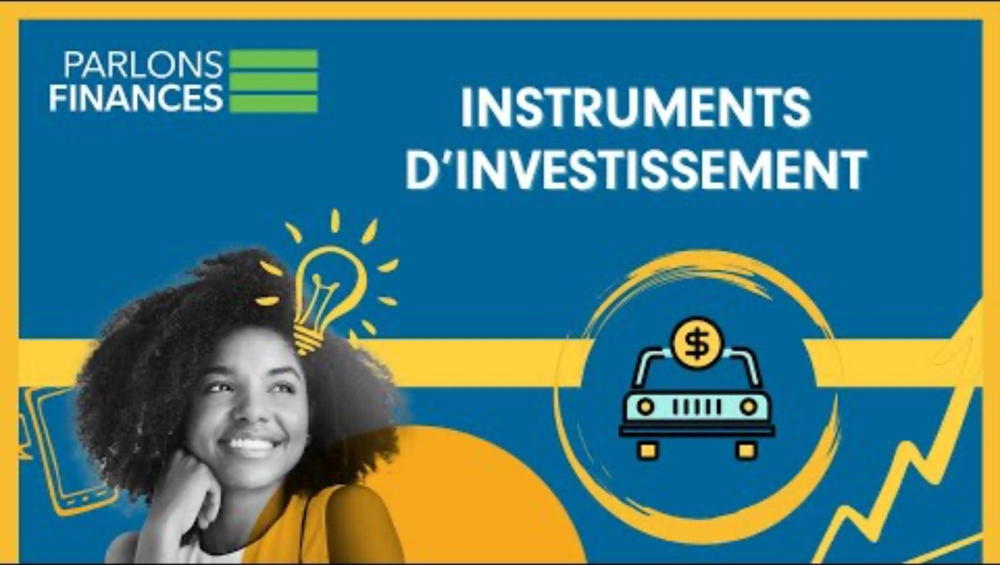 PARLONS
FINANCES
INSTRUMENTS
D’INVESTISSEMENT
$